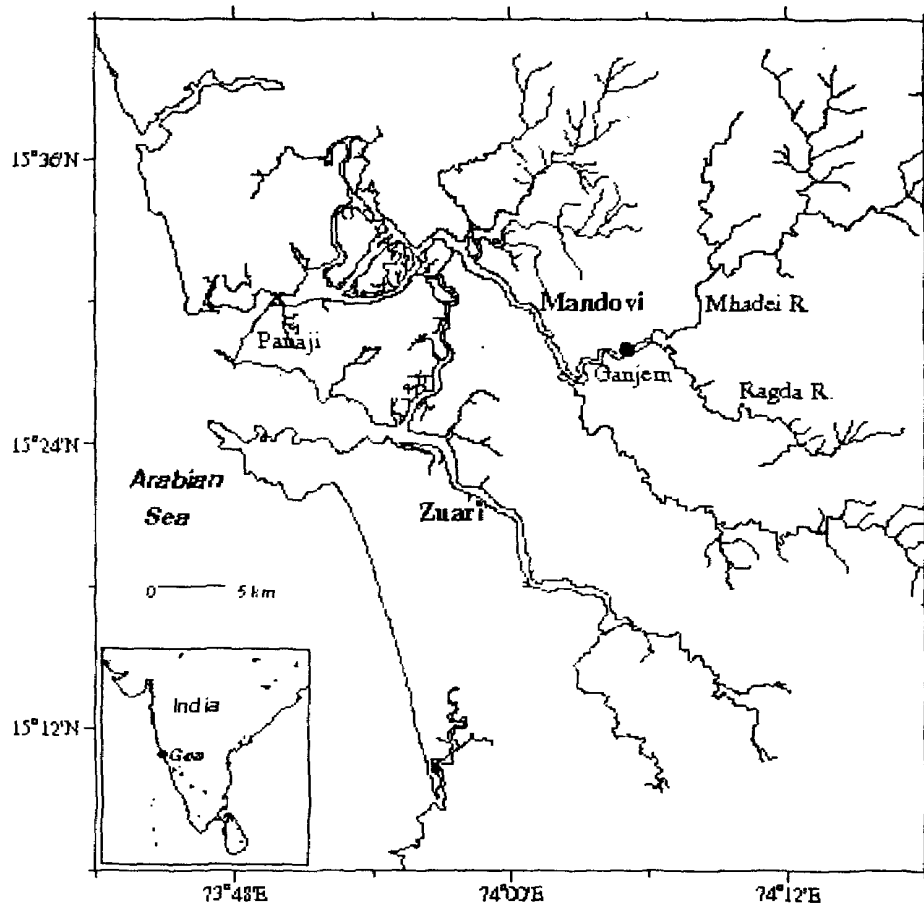 15°36'N
Mandovi
Mhadei R.
Panaji
Ganjem
Ragda R.
15°24'N
Arabian
Sea
Zuari
0 5 km
India
Goa
15°12'N
73°48'E 74°00'E 74°12'E